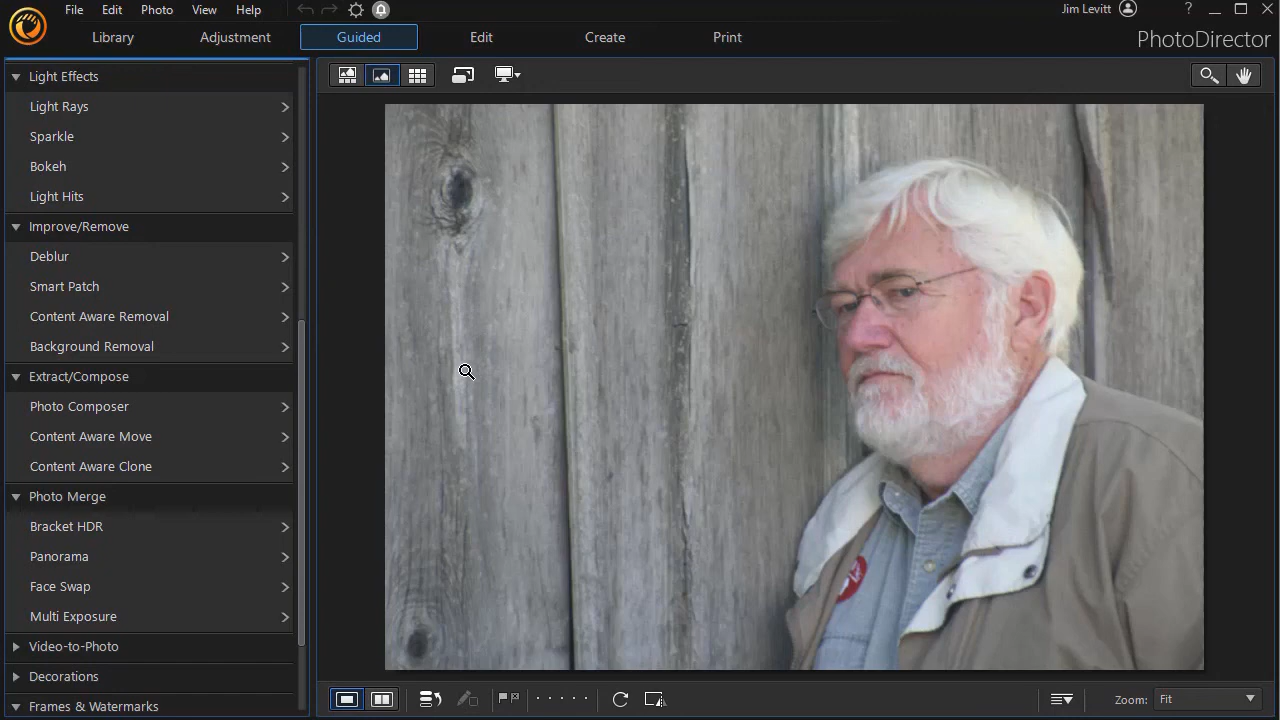 File Edit Photo View Help
Jim Levitt
?
Library Adjustment Guided Edit Create Print
PhotoDirector
Light Effects
Light Rays
Sparkle
Bokeh
Light Hits
Improve/Remove
Deblur
Smart Patch
Content Aware Removal
Background Removal
Extract/Compose
Photo Composer
Content Aware Move
Content Aware Clone
Photo Merge
Bracket HDR
Panorama
Face Swap
Multi Exposure
Video-to-Photo
Decorations
Frames & Watermarks
Zoom: Fit